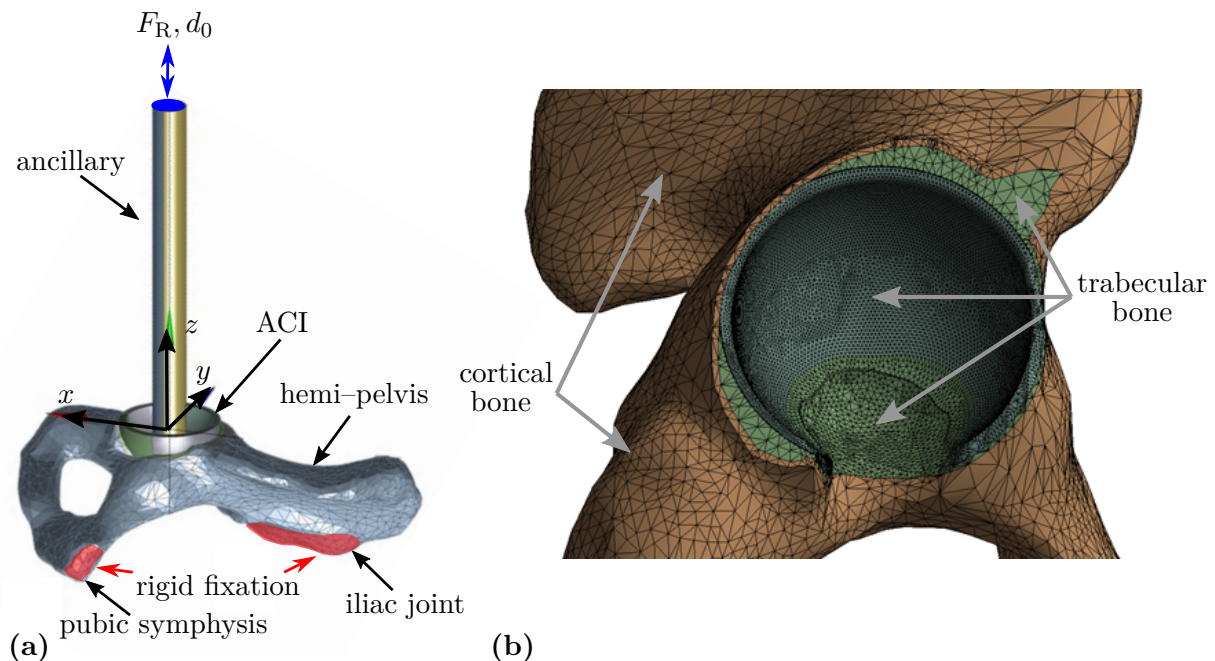 F_R, d_0
ancillary
z
ACI
y
hemi–pelvis
x
rigid fixation
iliac joint
pubic symphysis
(a)
trabecular
bone
cortical
bone
(b)